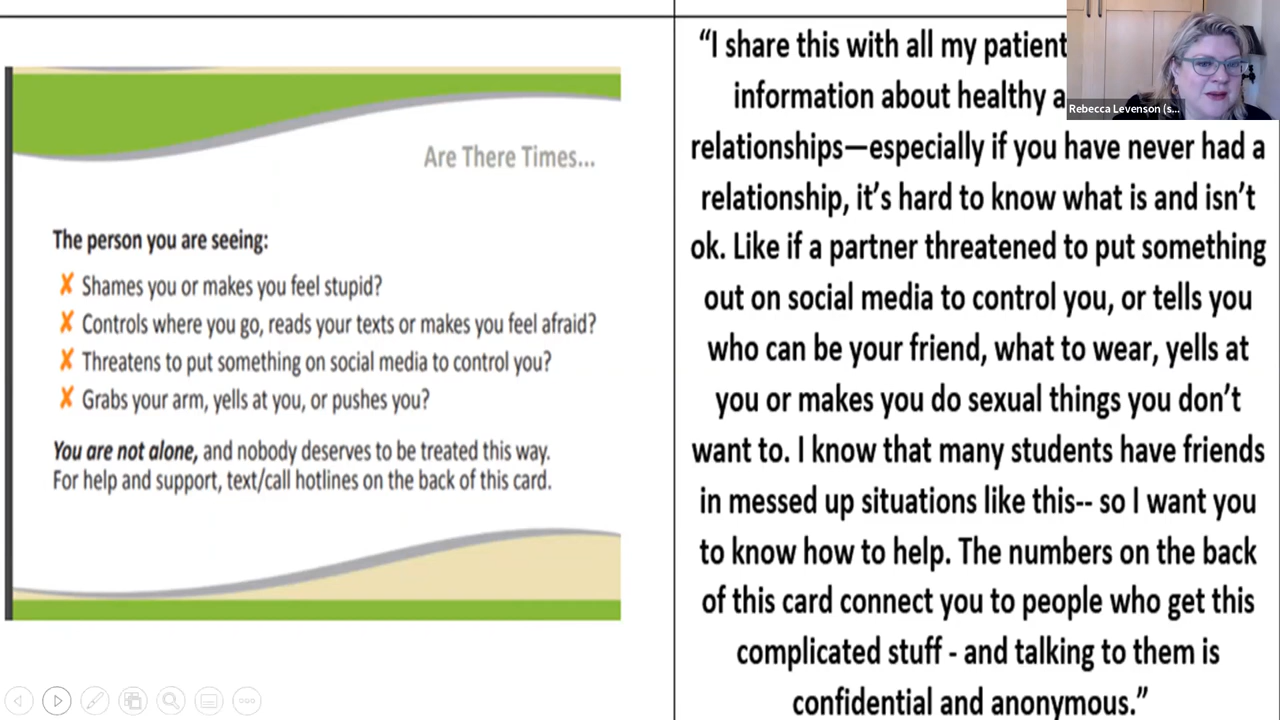 Are There Times...
The person you are seeing:
✘ Shames you or makes you feel stupid?
✘ Controls where you go, reads your texts or makes you feel afraid?
✘ Threatens to put something on social media to control you?
✘ Grabs your arm, yells at you, or pushes you?
You are not alone, and nobody deserves to be treated this way.
For help and support, text/call hotlines on the back of this card.
“I share this with all my patient
information about healthy a
relationships—especially if you have never had a
relationship, it’s hard to know what is and isn’t
ok. Like if a partner threatened to put something
out on social media to control you, or tells you
who can be your friend, what to wear, yells at
you or makes you do sexual things you don’t
want to. I know that many students have friends
in messed up situations like this-- so I want you
to know how to help. The numbers on the back
of this card connect you to people who get this
complicated stuff - and talking to them is
confidential and anonymous.”
Rebecca Levenson (s...